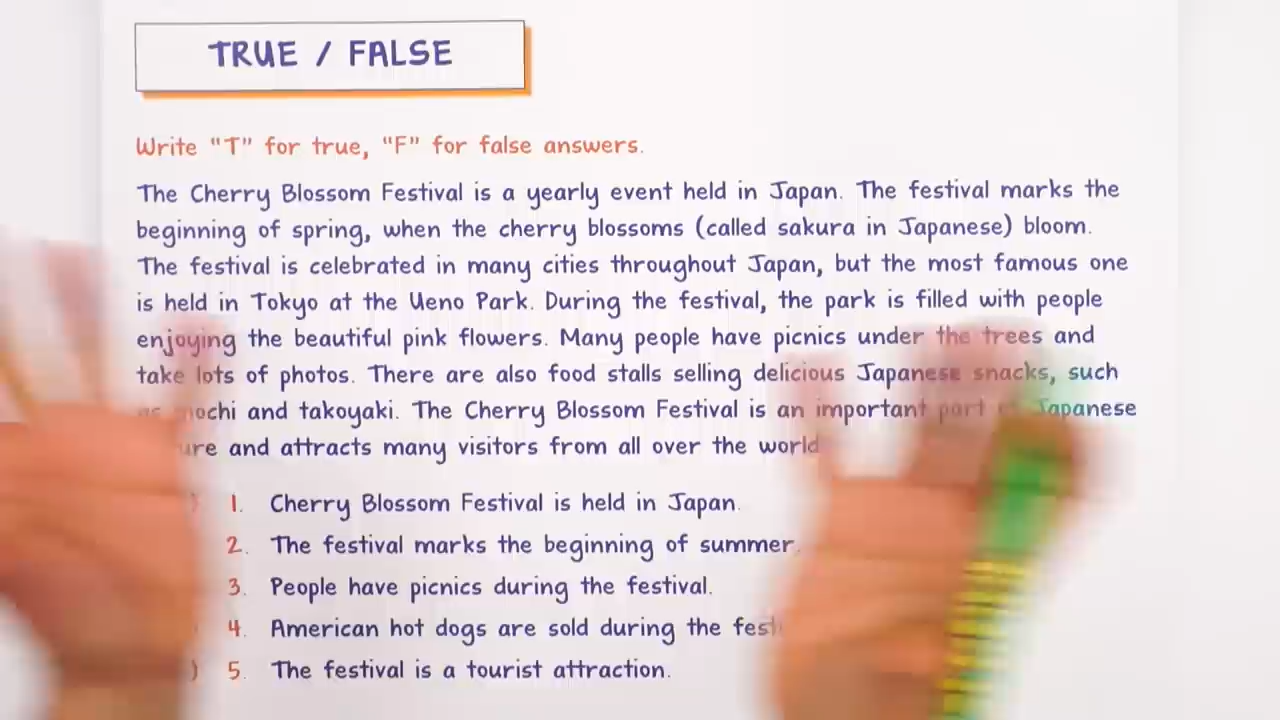 TRUE / FALSE
Write “T” for true, “F” for false answers.
The Cherry Blossom Festival is a yearly event held in Japan. The festival marks the
beginning of spring, when the cherry blossoms (called sakura in Japanese) bloom.
The festival is celebrated in many cities throughout Japan, but the most famous one
is held in Tokyo at the Ueno Park. During the festival, the park is filled with people
enjoying the beautiful pink flowers. Many people have picnics under the trees and
take lots of photos. There are also food stalls selling delicious Japanese snacks, such
as mochi and takoyaki. The Cherry Blossom Festival is an important part of Japanese
and attracts many visitors from all over the world
) 1. Cherry Blossom Festival is held in Japan.
2. The festival marks the beginning of summer.
3. People have picnics during the festival.
) 4. American hot dogs are sold during the
) 5. The festival is a tourist attraction.